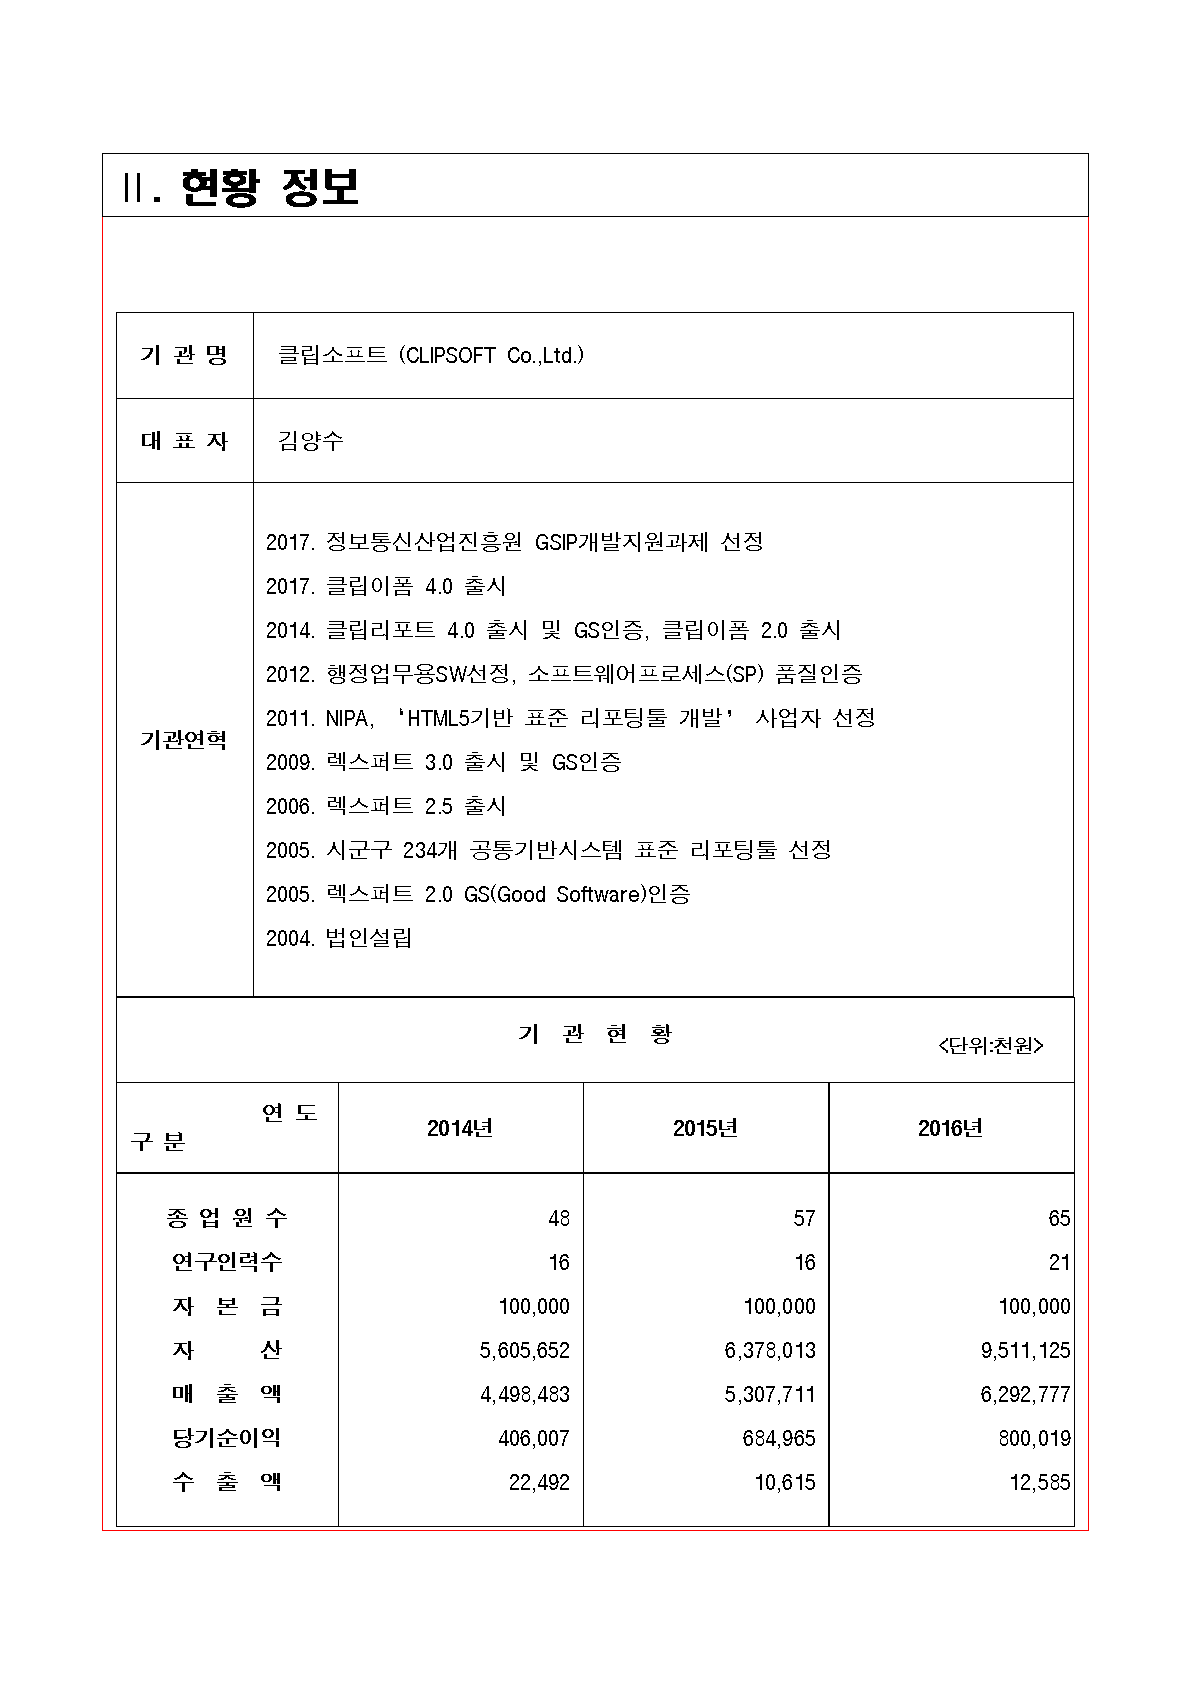 Ⅱ. 현황 정보
기 관 명 클립소프트 (CLIPSOFT Co.,Ltd.)
대 표 자 김양수
기관연혁
2017. 정보통신산업진흥원 GSIP개발지원과제 선정
2017. 클립이폼 4.0 출시
2014. 클립리포트 4.0 출시 및 GS인증, 클립이폼 2.0 출시
2012. 행정업무용SW선정, 소프트웨어프로세스(SP) 품질인증
2011. NIPA, ‘HTML5기반 표준 리포팅툴 개발’ 사업자 선정
2009. 렉스퍼트 3.0 출시 및 GS인증
2006. 렉스퍼트 2.5 출시
2005. 시군구 234개 공통기반시스템 표준 리포팅툴 선정
2005. 렉스퍼트 2.0 GS(Good Software)인증
2004. 법인설립
기 관 현 황
<단위:천원>
연 도
구 분
2014년 2015년 2016년
종 업 원 수 48 57 65
연구인력수 16 16 21
자 본 금 100,000 100,000 100,000
자 산 5,605,652 6,378,013 9,511,125
매 출 액 4,498,483 5,307,711 6,292,777
당기순이익 406,007 684,965 800,019
수 출 액 22,492 10,615 12,585